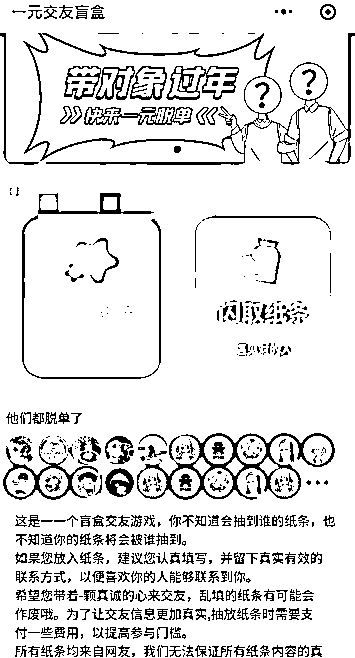 一元交友盲盒
带对象过年
快来一元脱单
抽取纸条
他们都脱单了
这是一一个盲盒交友游戏，你不知道会抽到谁的纸条，也
不知道你的纸条将会被谁抽到。
如果您放入纸条，建议您认真填写，并留下真实有效的
联系方式，以便喜欢你的人能够联系到你。
希望您带着-颗真诚的心来交友，乱填的纸条有可能会
作废哦。为了让交友信息更加真实,抽放纸条时需要支
付一些费用，以提高参与门槛。
所有纸条均来自网友，我们无法保证所有纸条内容的真